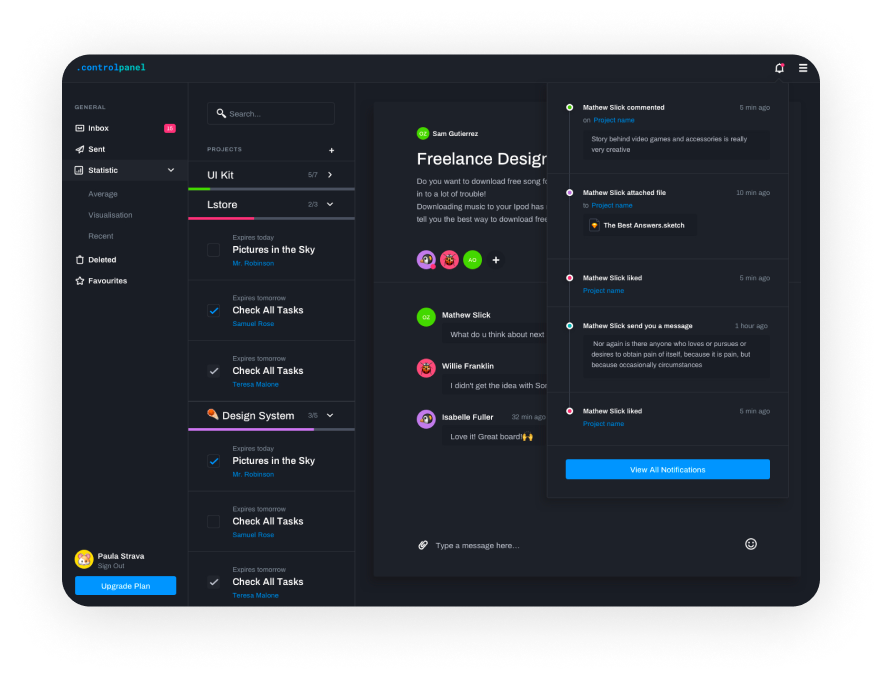 .controlpanel
GENERAL
Inbox
15
Sent
Statistic
Average
Visualisation
Recent
Deleted
Favourites
Paula Strava
Sign Out
Upgrade Plan
Search...
PROJECTS +
UI Kit 5/7
Lstore 2/3
Expires today
Pictures in the Sky
Mr. Robinson
Expires tomorrow
Check All Tasks
Samuel Rose
Expires tomorrow
Check All Tasks
Teresa Malone
Design System 3/5
Expires today
Pictures in the Sky
Mr. Robinson
Expires tomorrow
Check All Tasks
Samuel Rose
Expires tomorrow
Check All Tasks
Teresa Malone
OZ Sam Gutierrez
Freelance Design
Do you want to download free song fo
in to a lot of trouble!
Downloading music to your Ipod has
tell you the best way to download free
AO +
OZ
Mathew Slick
What do u think about next
Willie Franklin
I didn't get the idea with Son
Isabelle Fuller 32 min ago
Love it! Great board!🙌
Type a message here...
Mathew Slick commented 5 min ago
on Project name
Story behind video games and accessories is really
very creative
Mathew Slick attached file 10 min ago
to Project name
The Best Answers.sketch
Mathew Slick liked 5 min ago
Project name
Mathew Slick send you a message 1 hour ago
Nor again is there anyone who loves or pursues or
desires to obtain pain of itself, because it is pain, but
because occasionally circumstances
Mathew Slick liked 5 min ago
Project name
View All Notifications